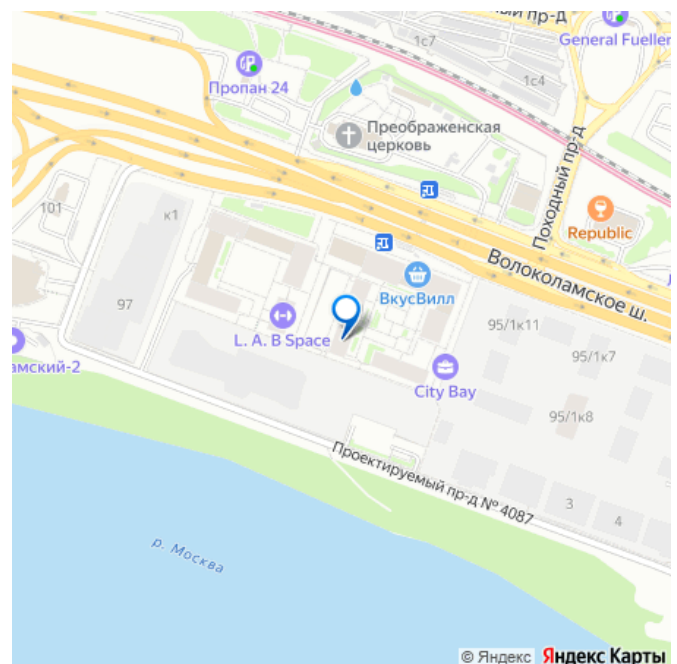 ый пр-д
1с7
General Fueller
Пропан 24
1с4
Преображенская
церковь
Походный пр-д
101
к1
Republic
Волоколамское ш.
ВкусВилл
97
L. A. B Space
95/1к11
95/1к7
амский-2
City Bay
95/1к8
Проектируемый пр-д № 4087
3
4
р. Москва
© Яндекс Яндекс Карты